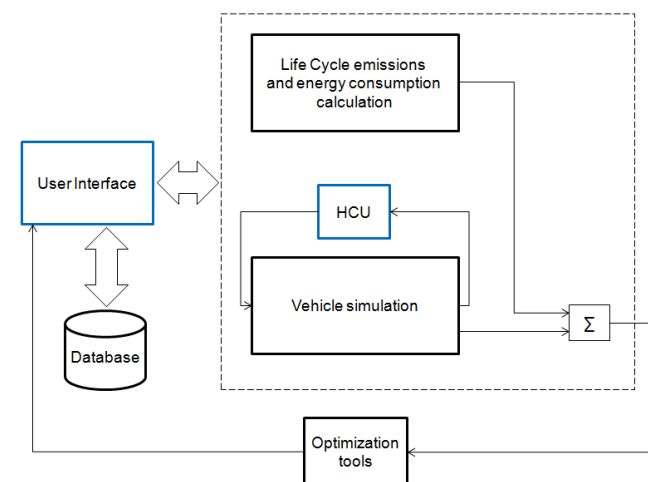 Life Cycle emissions
and energy consumption
calculation
User Interface
HCU
Vehicle simulation
Σ
Database
Optimization
tools